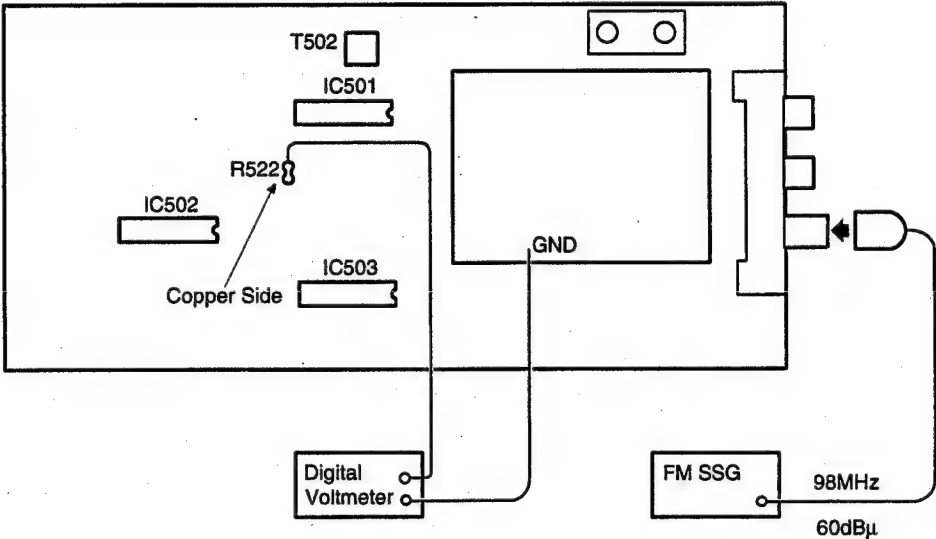 T502
IC501
R522
IC502
GND
IC503
Copper Side
Digital
Voltmeter
FM SSG
98MHz
60dBµ